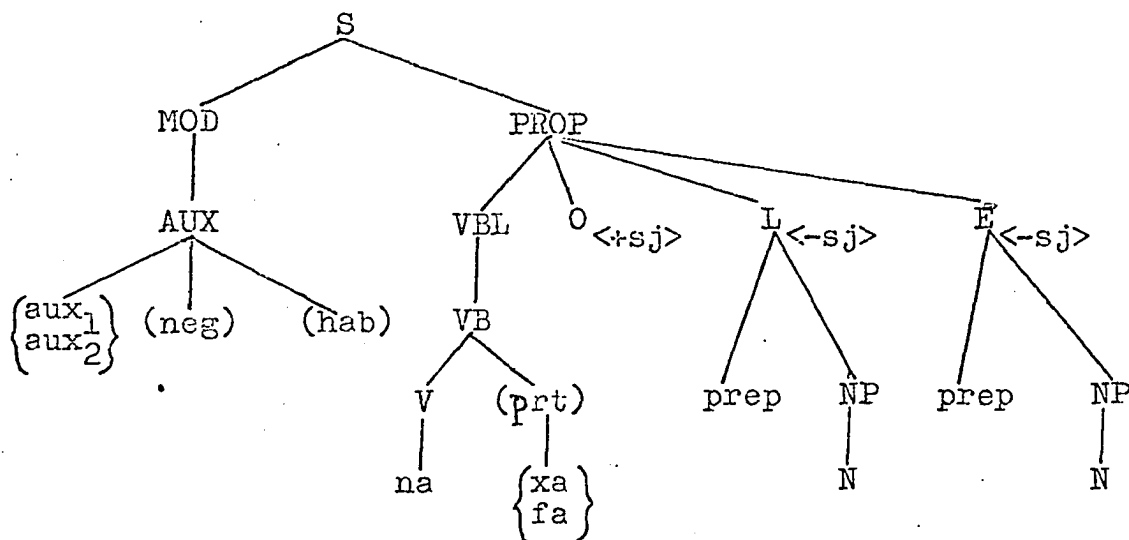 S
MOD PROP
AUX VBL O<+sj> L<-sj> E<-sj>
{aux1 aux2} (neg) (hab) VB
V (prt) prep NP prep NP
na {xa fa} N N